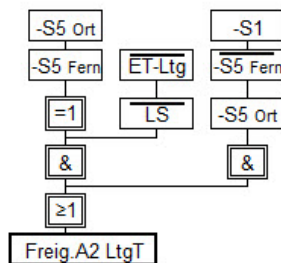 -S5 Ort
-S1
-S5 Fern
ET-Ltg
-S5 Fern
=1
LS
-S5 Ort
&
&
≥1
Freig.A2 LtgT